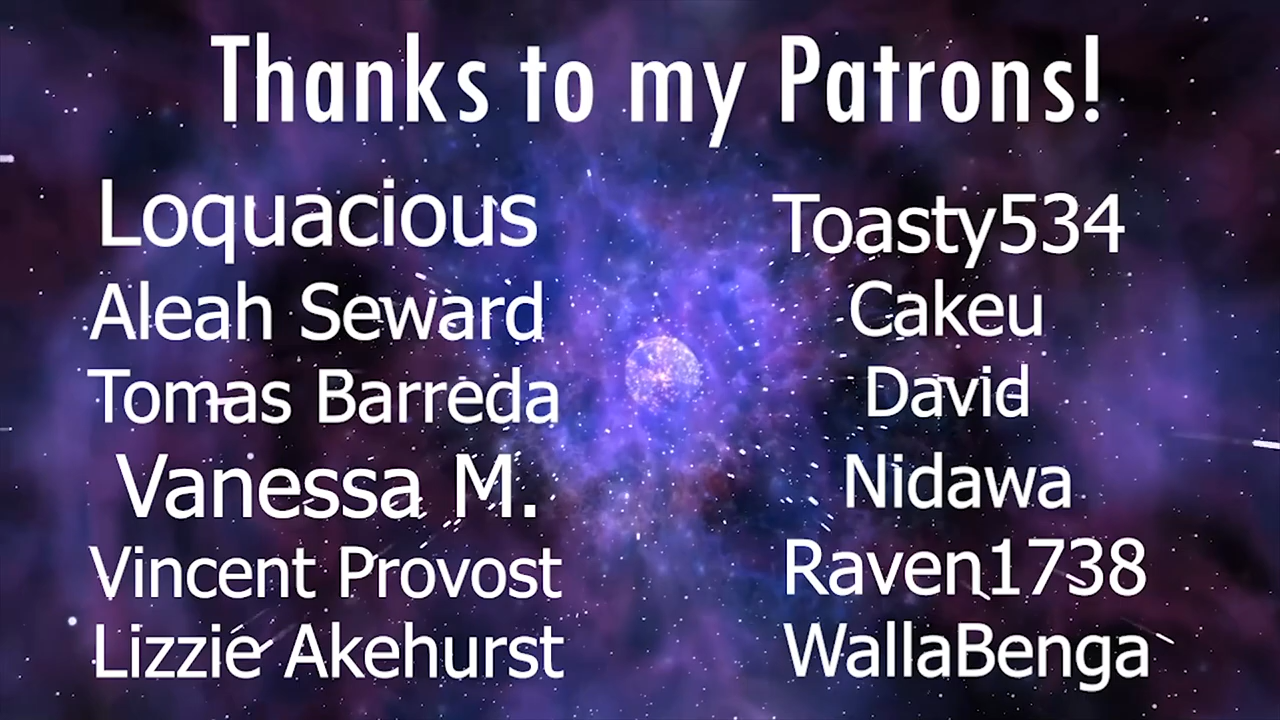 Thanks to my Patrons!
Loquacious
Aleah Seward
Tomas Barreda
Vanessa M.
Vincent Provost
Lizzie Akehurst
Toasty534
Cakeu
David
Nidawa
Raven1738
WallaBenga